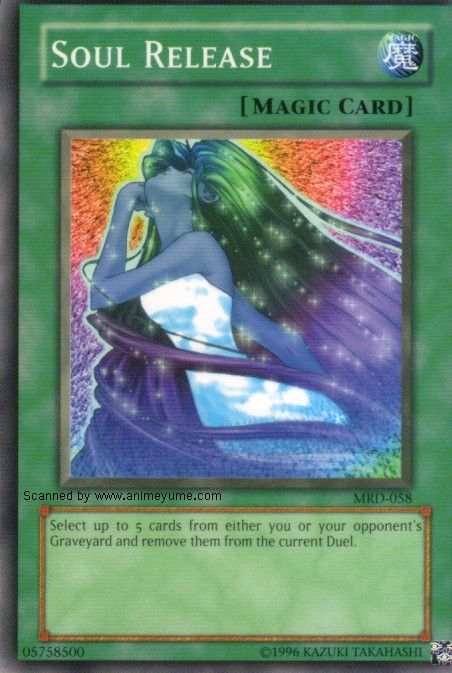 SOUL RELEASE
MAGIC
魔
[MAGIC CARD]
Scanned by www.animeyume.com
MRD-058
Select up to 5 cards from either you or your opponent's
Graveyard and remove them from the current Duel.
05758500
©1996 KAZUKI TAKAHASHI